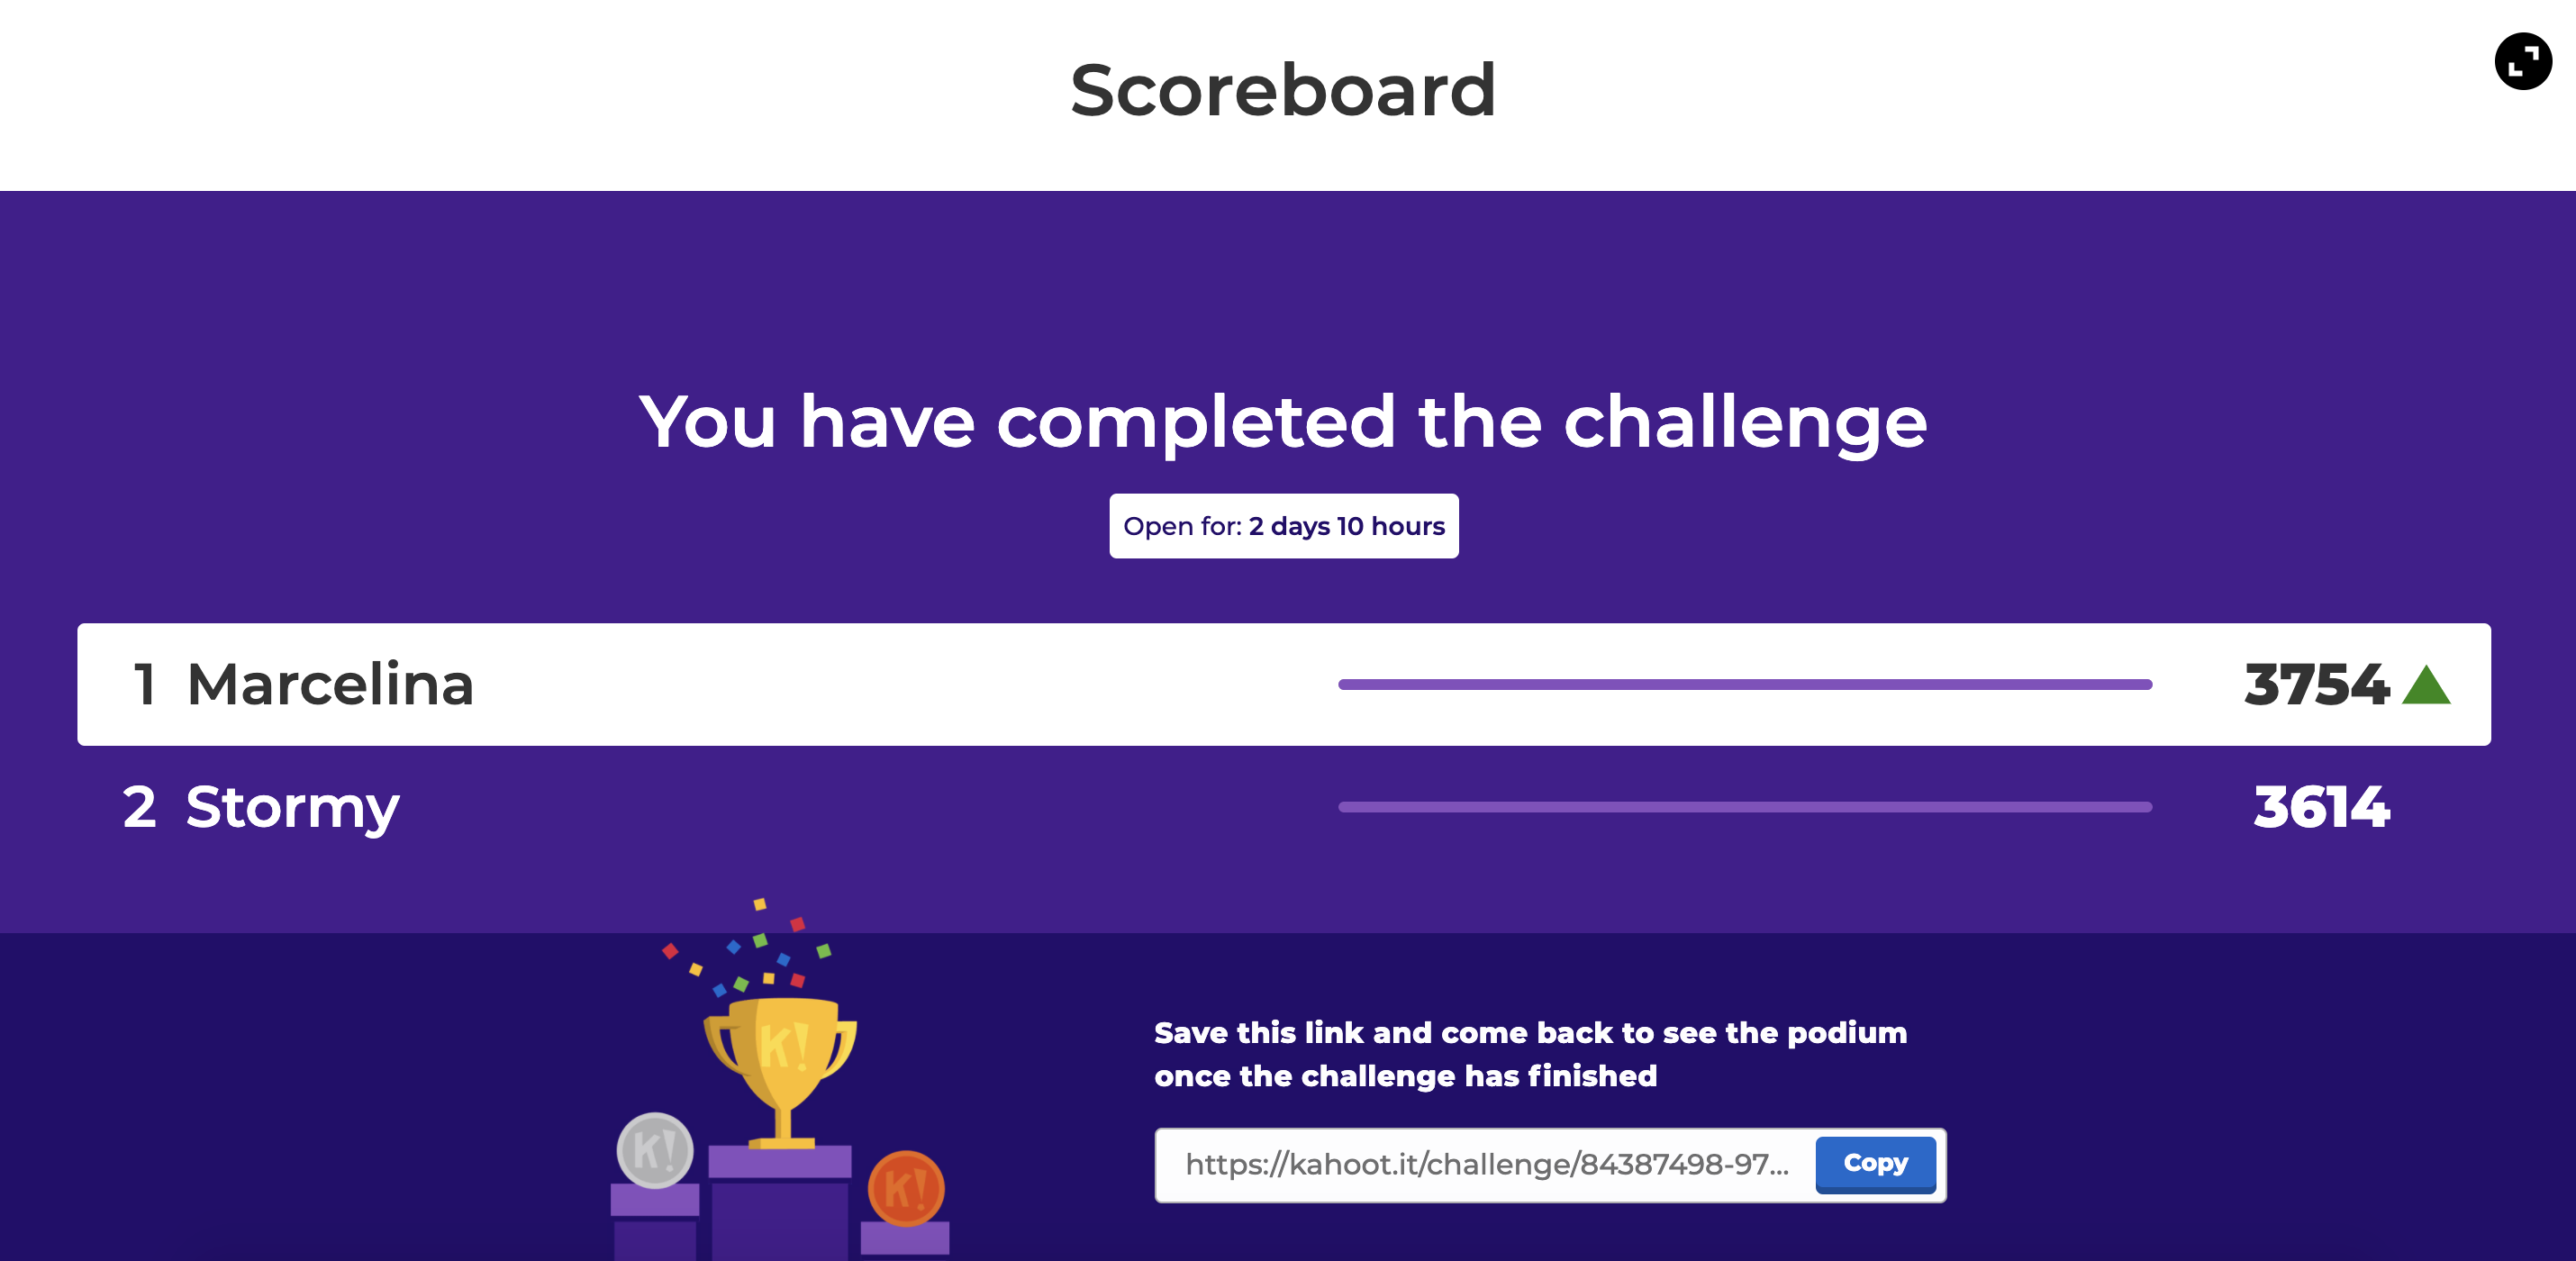 Scoreboard
You have completed the challenge
Open for: 2 days 10 hours
1 Marcelina 3754
2 Stormy 3614
K!
K!
K!
Save this link and come back to see the podium
once the challenge has finished
https://kahoot.it/challenge/84387498-97... Copy